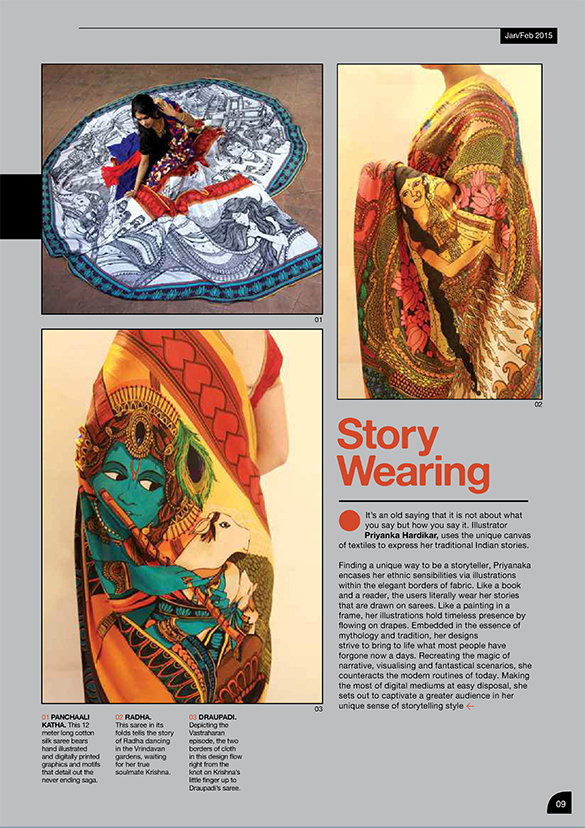 Jan/Feb 2015
01
02
03
Story
Wearing
It's an old saying that it is not about what
you say but how you say it. Illustrator
Priyanka Hardikar, uses the unique canvas
of textiles to express her traditional Indian stories.
Finding a unique way to be a storyteller, Priyanaka
encases her ethnic sensibilities via illustrations
within the elegant borders of fabric. Like a book
and a reader, the users literally wear her stories
that are drawn on sarees. Like a painting in a
frame, her illustrations hold timeless presence by
flowing on drapes. Embedded in the essence of
mythology and tradition, her designs
strive to bring to life what most people have
forgone now a days. Recreating the magic of
narrative, visualising and fantastical scenarios, she
counteracts the modern routines of today. Making
the most of digital mediums at easy disposal, she
sets out to captivate a greater audience in her
unique sense of storytelling style ←
01 PANCHAALI
KATHA. This 12
meter long cotton
silk saree bears
hand illustrated
and digitally printed
graphics and motifs
that detail out the
never ending saga.
02 RADHA.
This saree in its
folds tells the story
of Radha dancing
in the Vrindavan
gardens, waiting
for her true
soulmate Krishna.
03 DRAUPADI.
Depicting the
Vastraharan
episode, the two
borders of cloth
in this design flow
right from the
knot on Krishna's
little finger up to
Draupadi's saree.
09